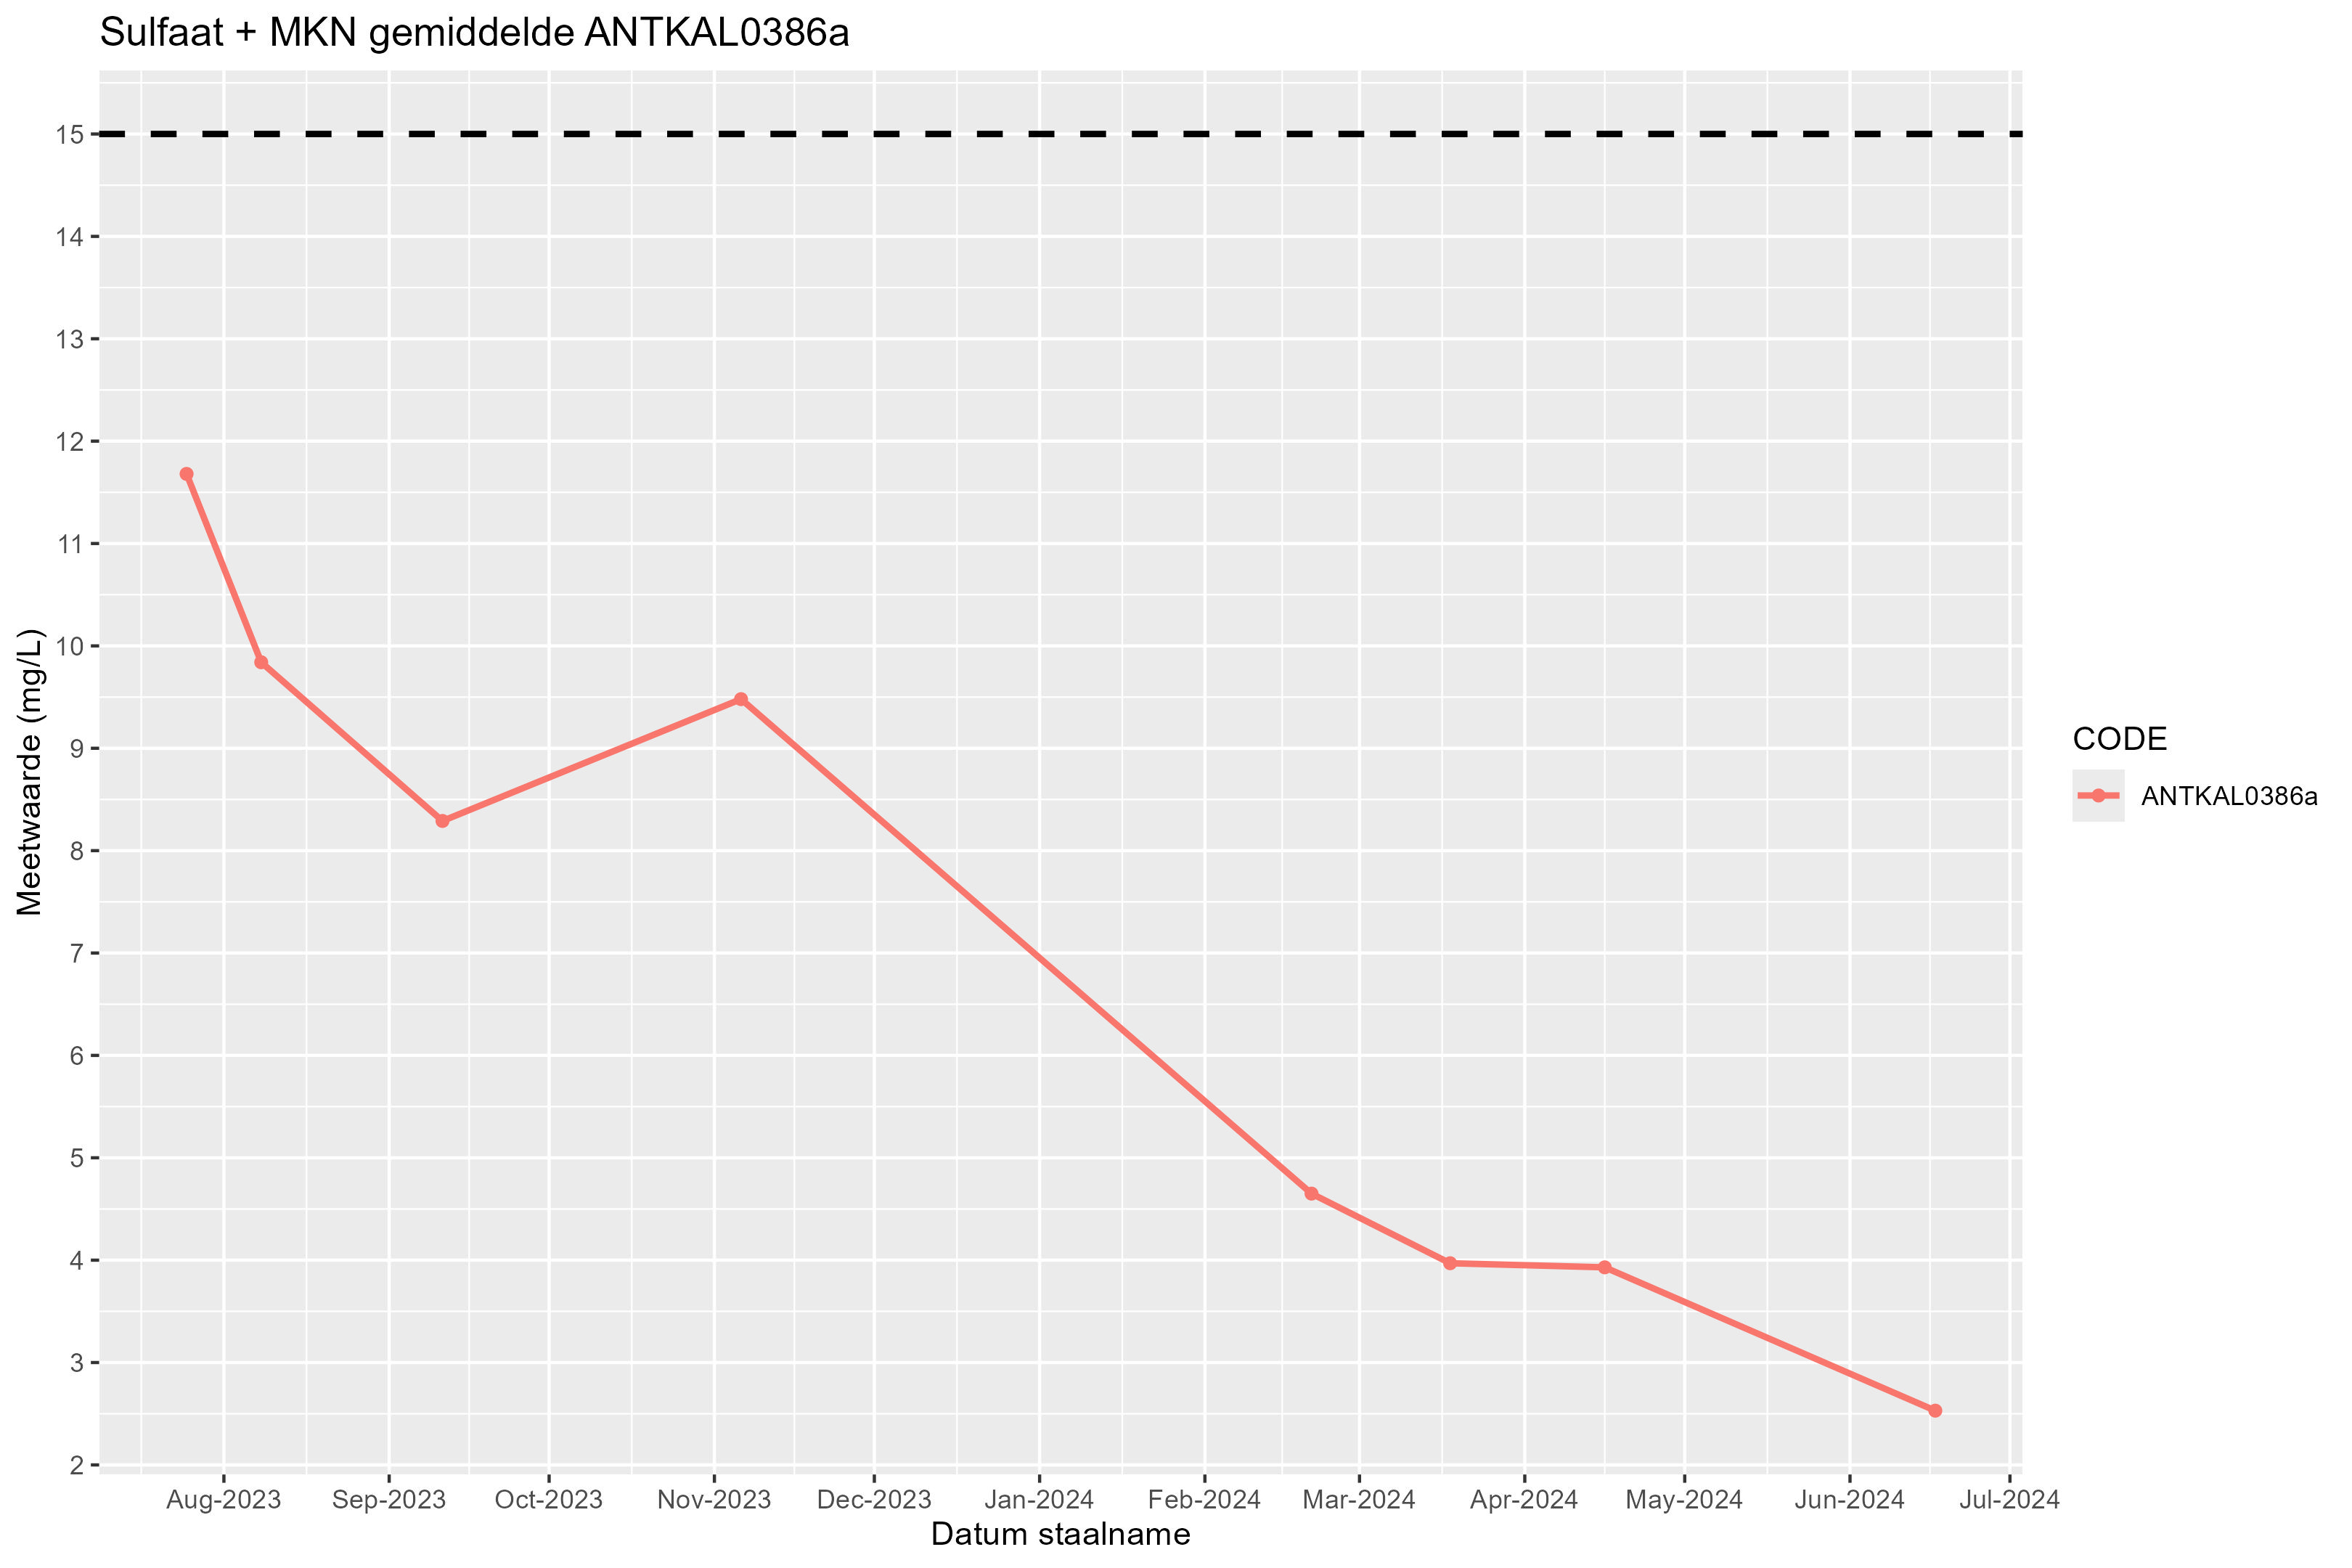 Sulfaat + MKN gemiddelde ANTKAL0386a
Meetwaarde (mg/L)
15
14
13
12
11
10
9
8
7
6
5
4
3
2
Aug-2023 Sep-2023 Oct-2023 Nov-2023 Dec-2023 Jan-2024 Feb-2024 Mar-2024 Apr-2024 May-2024 Jun-2024 Jul-2024
Datum staalname
CODE
ANTKAL0386a